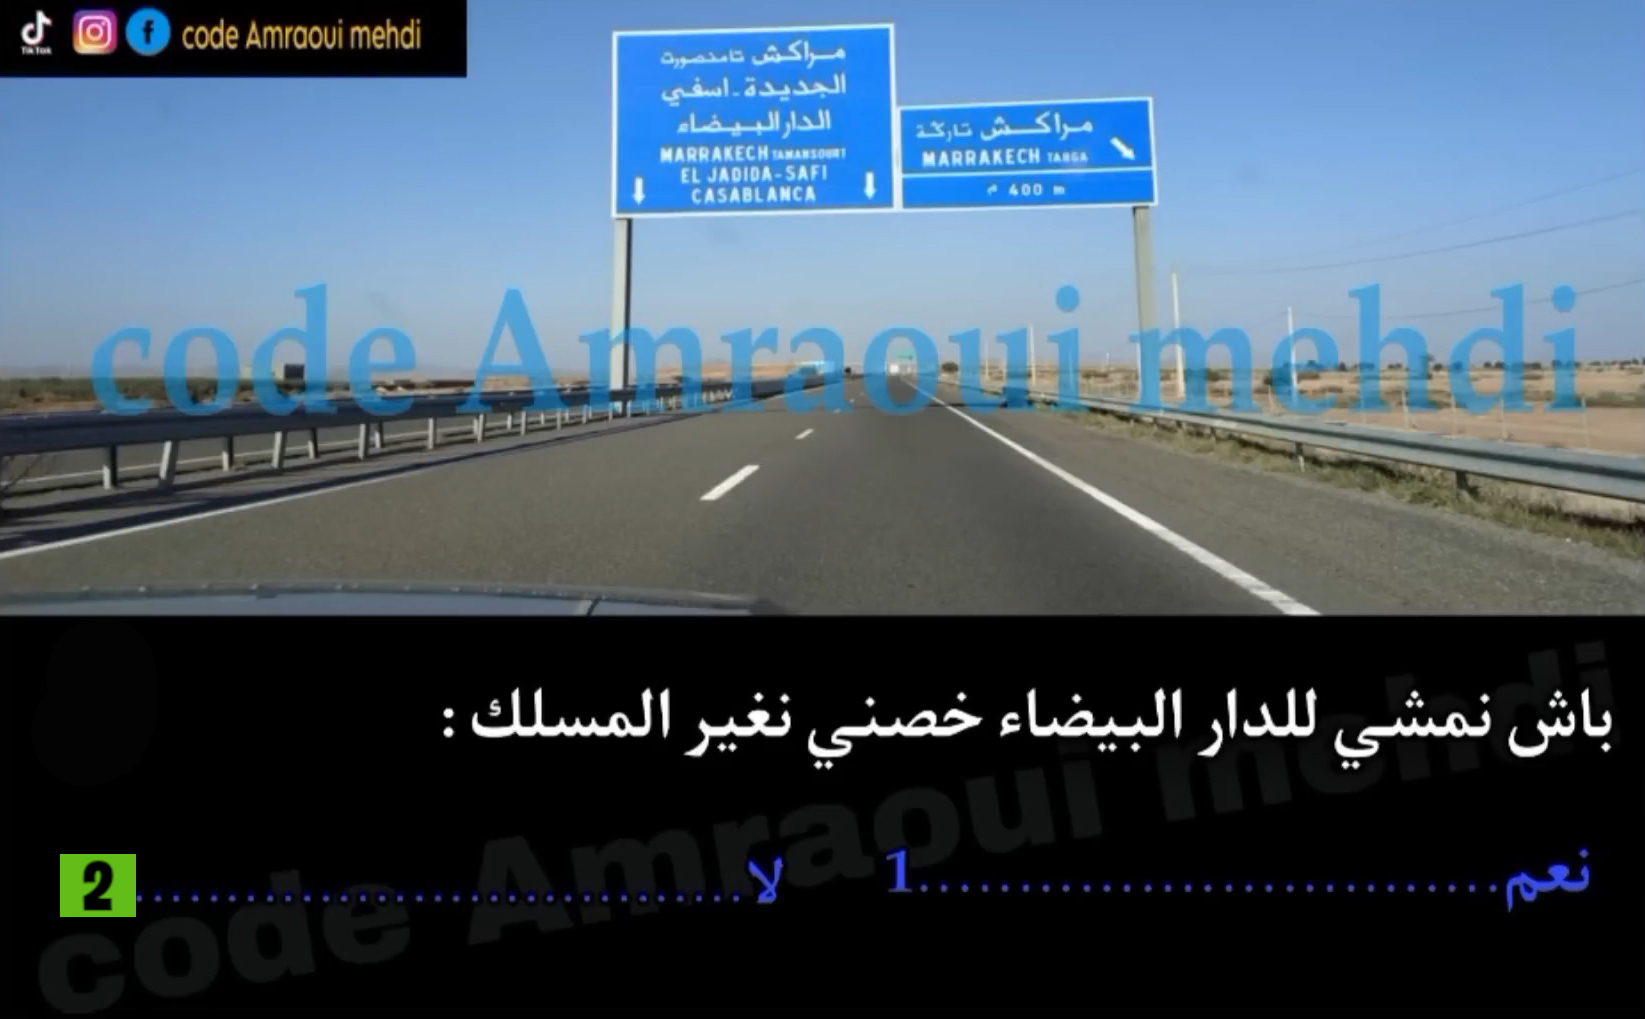 TikTok
code Amraoui mehdi
مراكش تامنصورت
الجديدة - اسفي
الدار البيضاء
MARRAKECH TAMANSOURT
EL JADIDA - SAFI
CASABLANCA
مراكش تاركة
MARRAKECH TARGA
400 m م
code Amraoui mehdi
باش نمشي للدار البيضاء خصني نغير المسلك :
نعم..............................1 لا..............................2
code Amraoui mehdi